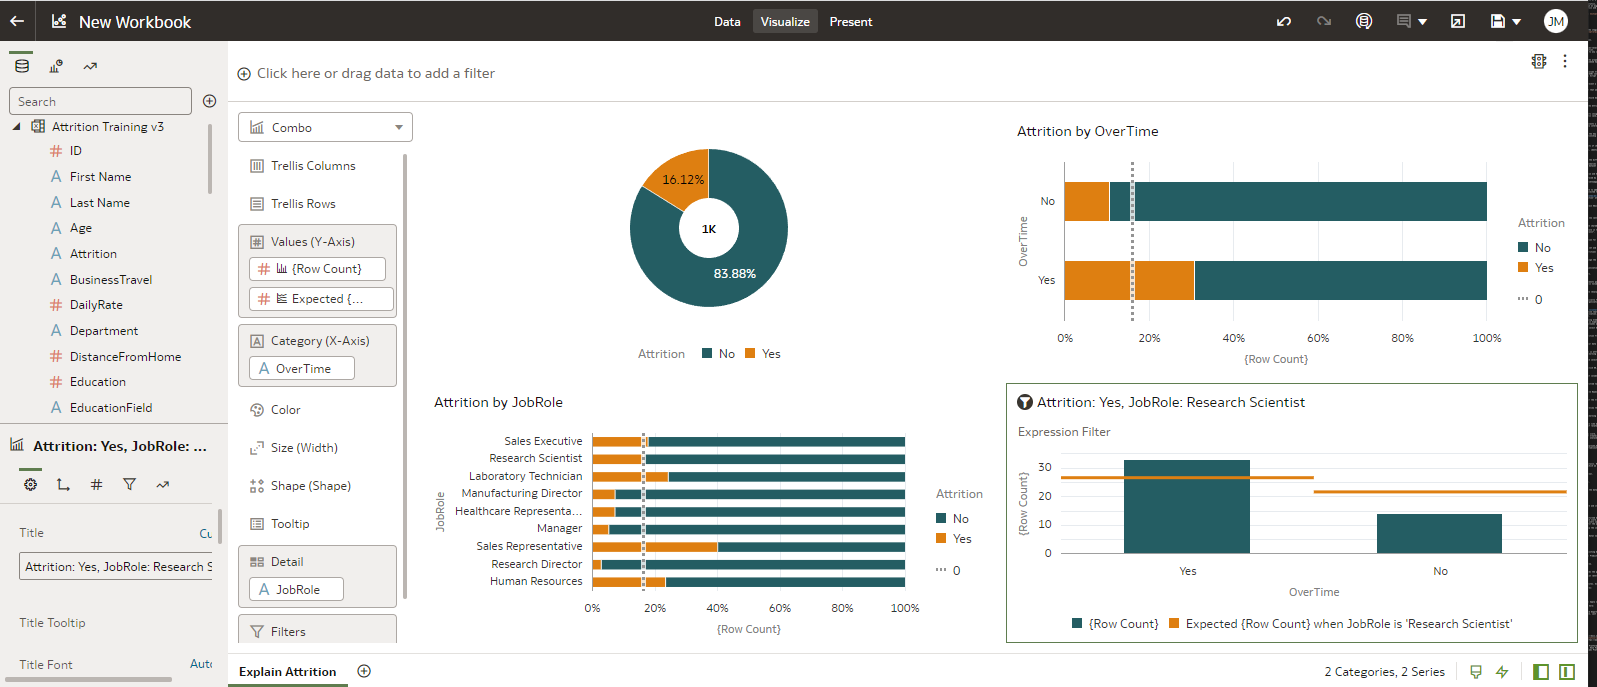 New Workbook
Data
Visualize
Present
JM
Search
Click here or drag data to add a filter
Attrition Training v3
# ID
A First Name
A Last Name
A Age
A Attrition
A BusinessTravel
# DailyRate
A Department
# DistanceFromHome
# Education
A EducationField
Attrition: Yes, JobRole: ...
Title
Cu
Attrition: Yes, JobRole: Research S
Title Tooltip
Title Font
Auto
Combo
Trellis Columns
Trellis Rows
Values (Y-Axis)
# {Row Count}
# Expected {...
Category (X-Axis)
A OverTime
Color
Size (Width)
Shape (Shape)
Tooltip
Detail
A JobRole
Filters
16.12%
1K
83.88%
Attrition No Yes
Attrition by OverTime
OverTime
No
Yes
0% 20% 40% 60% 80% 100%
{Row Count}
Attrition
No
Yes
0
Attrition by JobRole
JobRole
Sales Executive
Research Scientist
Laboratory Technician
Manufacturing Director
Healthcare Representa...
Manager
Sales Representative
Research Director
Human Resources
0% 20% 40% 60% 80% 100%
{Row Count}
Attrition
No
Yes
0
Attrition: Yes, JobRole: Research Scientist
Expression Filter
{Row Count}
30
20
10
0
Yes No
OverTime
{Row Count} Expected {Row Count} when JobRole is 'Research Scientist'
Explain Attrition
2 Categories, 2 Series